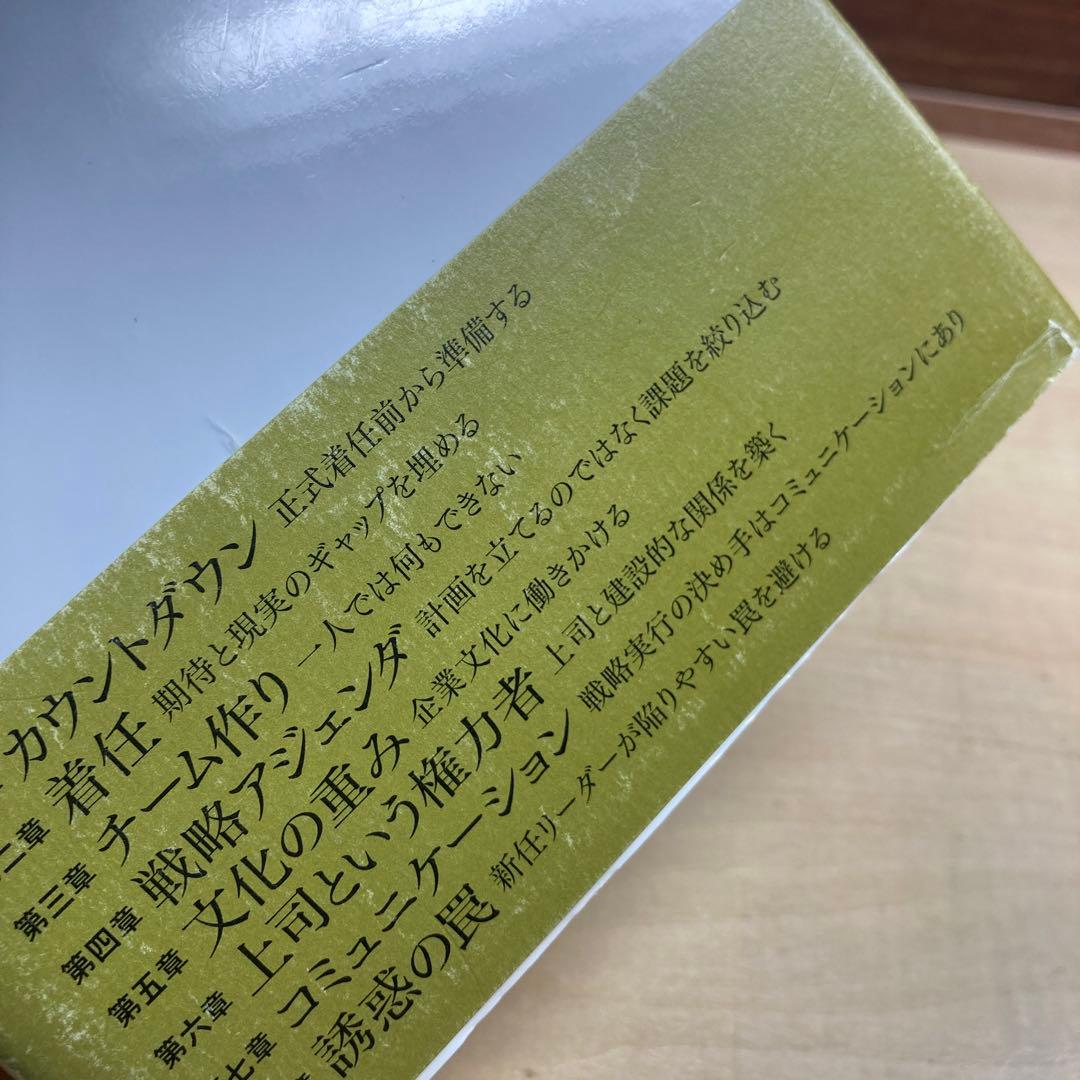 カウントダウン 正式着任前から準備する
二章 着任 期待と現実のギャップを埋める
第三章 チーム作り 一人では何もできない
第四章 戦略アジェンダ 計画を立てるのではなく課題を絞り込む
第五章 文化の重み 企業文化に働きかける
第六章 上司という権力者 上司と建設的な関係を築く
七章 コミュニケーション 戦略実行の決め手はコミュニケーションにあり
誘惑の罠 新任リーダーが陥りやすい罠を避ける